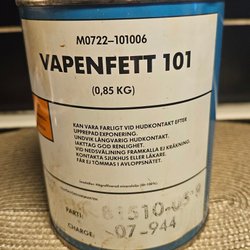 M0722-101006
VAPENFETT 101
(0,85 KG)
KAN VARA FARLIGT VID HUDKONTAKT EFTER
UPPREPAD EXPONERING.
UNDVIK LÅNGVARIG HUDKONTAKT.
IAKTTAG GOD RENLIGHET.
VID NEDSVÄLJNING FRAMKALLA EJ KRÄKNING.
KONTAKTA SJUKHUS ELLER LÄKARE.
FÅR EJ TÖMMAS I AVLOPPSNÄTET.
PARTI:
81510-05
CHARGE:
07-944